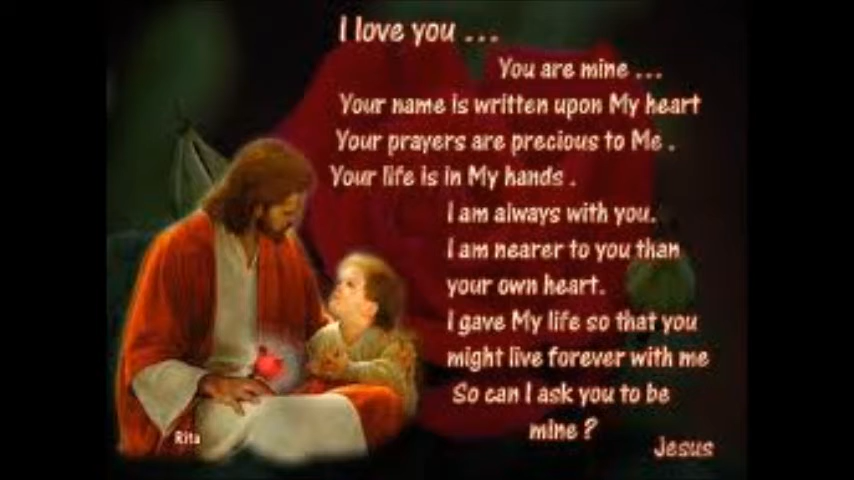 I love you ...
You are mine ...
Your name is written upon My heart
Your prayers are precious to Me .
Your life is in My hands .
I am always with you.
I am nearer to you than
your own heart.
I gave My life so that you
might live forever with me
So can I ask you to be
mine ?
Jesus
Rita